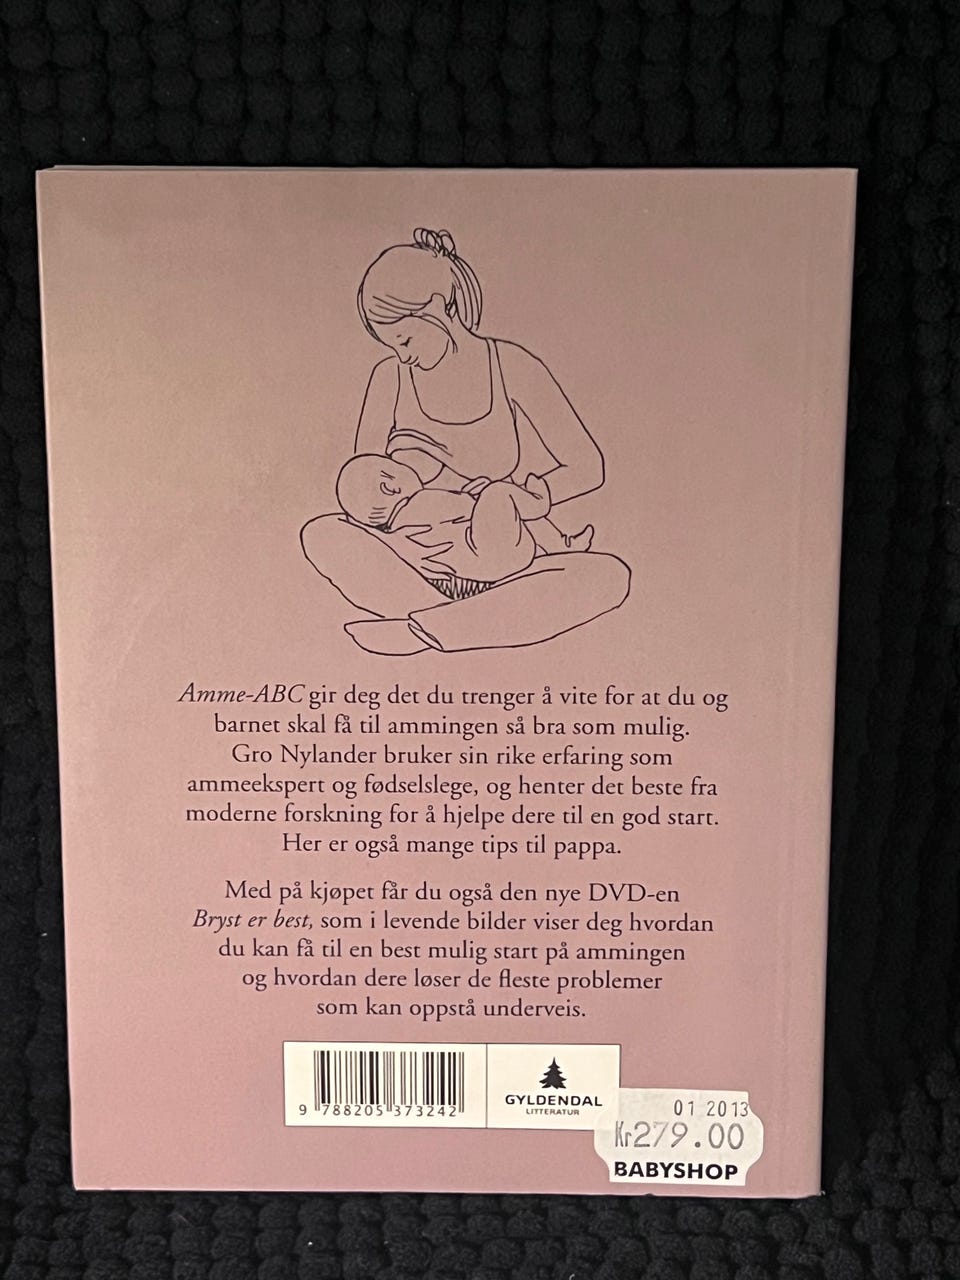 Amme-ABC gir deg det du trenger å vite for at du og
barnet skal få til ammingen så bra som mulig.
Gro Nylander bruker sin rike erfaring som
ammeekspert og fødselslege, og henter det beste fra
moderne forskning for å hjelpe dere til en god start.
Her er også mange tips til pappa.
Med på kjøpet får du også den nye DVD-en
Bryst er best, som i levende bilder viser deg hvordan
du kan få til en best mulig start på ammingen
og hvordan dere løser de fleste problemer
som kan oppstå underveis.
9 788205 373242
GYLDENDAL
LITTERATUR
01 2013
Kr279.00
BABYSHOP